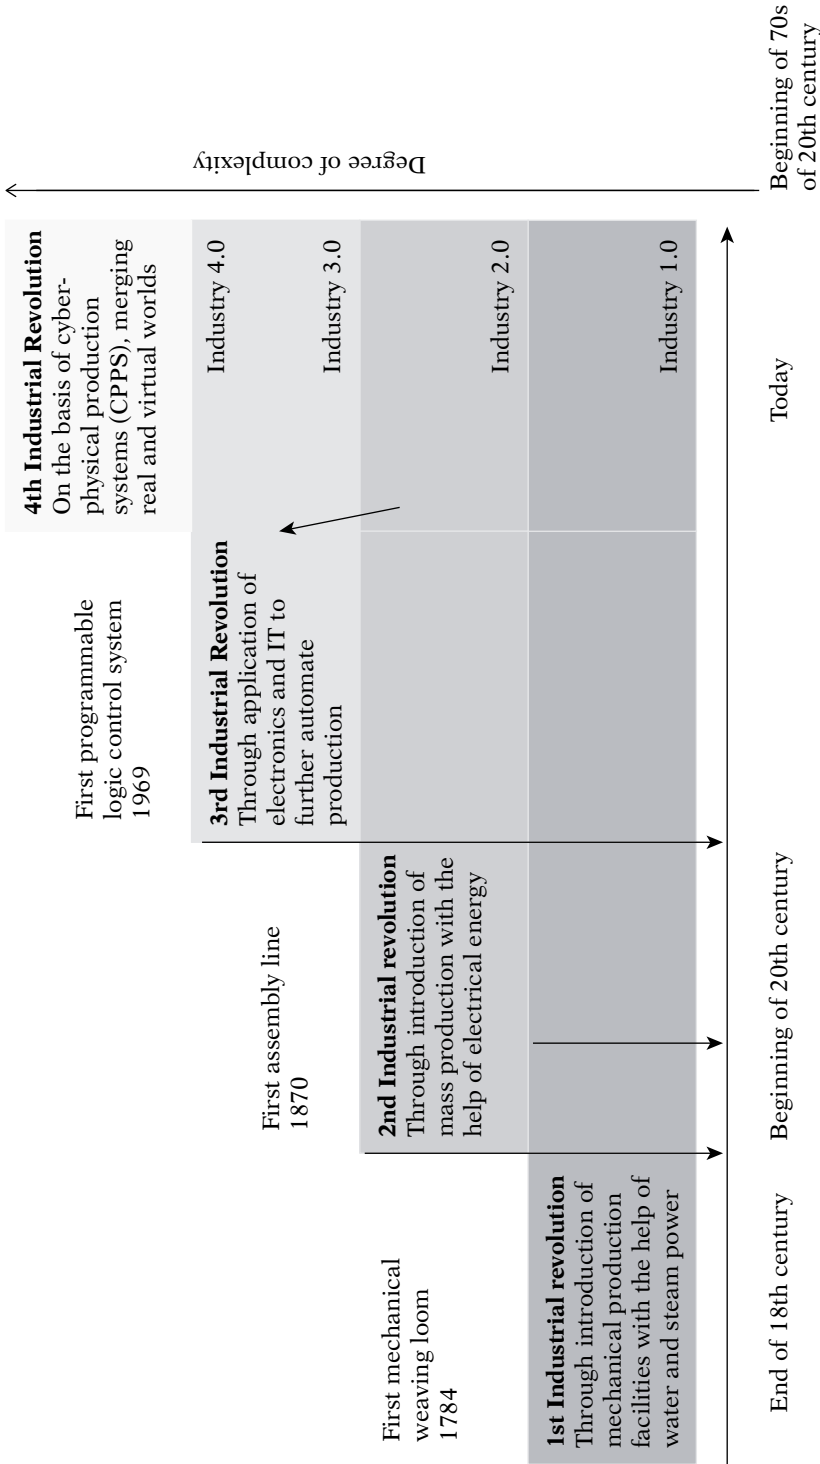 First mechanical
weaving loom
1784
1st Industrial revolution
Through introduction of
mechanical production
facilities with the help of
water and steam power
End of 18th century
First assembly line
1870
2nd Industrial revolution
Through introduction of
mass production with the
help of electrical energy
Beginning of 20th century
First programmable
logic control system
1969
3rd Industrial Revolution
Through application of
electronics and IT to
further automate
production
4th Industrial Revolution
On the basis of cyber-
physical production
systems (CPPS), merging
real and virtual worlds
Industry 4.0
Industry 3.0
Industry 2.0
Industry 1.0
Today
Degree of complexity
Beginning of 70s
of 20th century